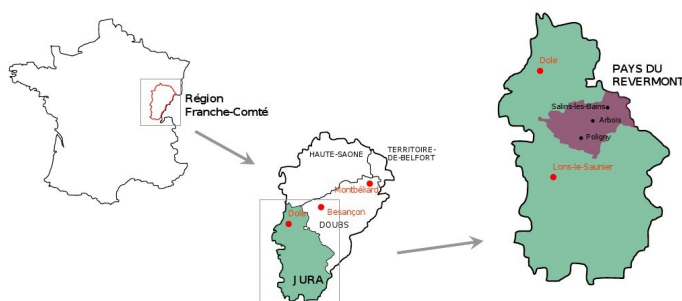 Région
Franche-Comté
HAUTE-SAONE
TERRITOIRE-
DE-BELFORT
Montbéliard
Besançon
Dole
DOUBS
JURA
Dole
PAYS DU
REVERMONT
Salins-les-Bains
Arbois
Poligny
Lons-le-Saunier